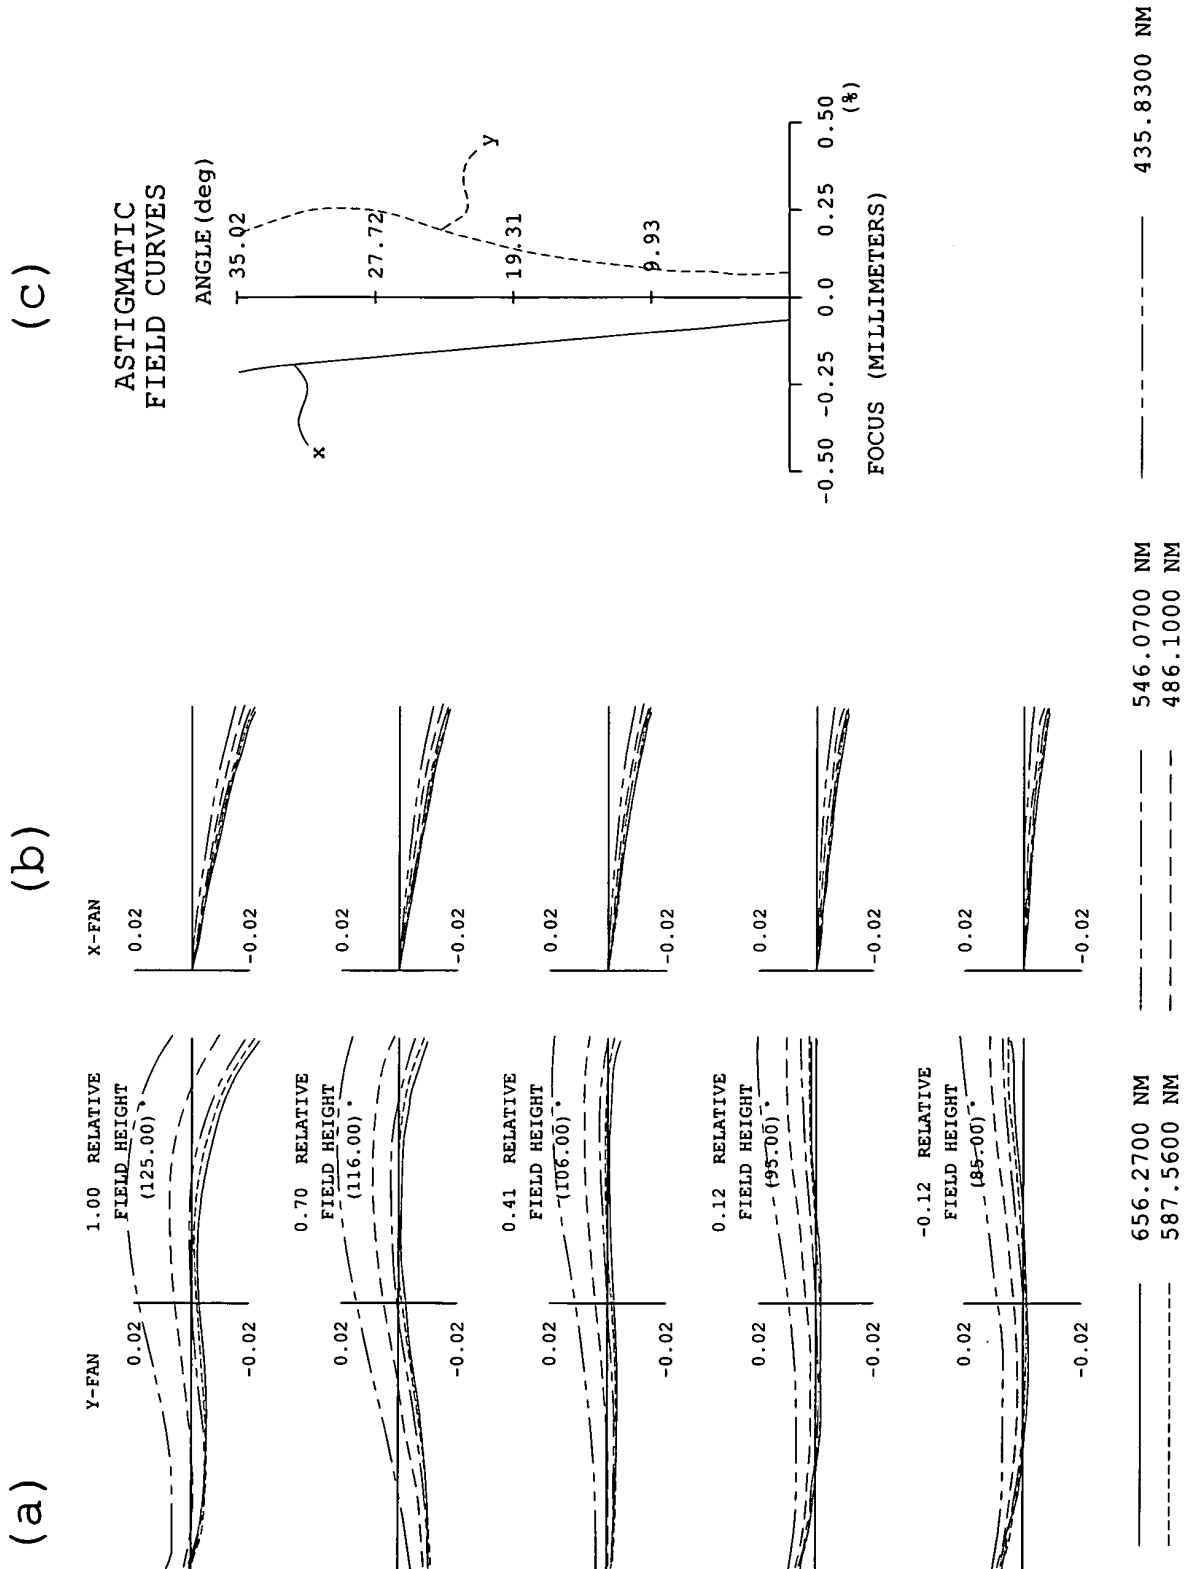 (a)
(b)
(c)
Y-FAN
X-FAN
0.02
-0.02
1.00 RELATIVE
FIELD HEIGHT
(125.00)°
0.02
-0.02
0.02
-0.02
0.70 RELATIVE
FIELD HEIGHT
(116.00)°
0.02
-0.02
0.02
-0.02
0.41 RELATIVE
FIELD HEIGHT
(106.00)°
0.02
-0.02
0.02
-0.02
0.12 RELATIVE
FIELD HEIGHT
(95.00)°
0.02
-0.02
0.02
-0.02
-0.12 RELATIVE
FIELD HEIGHT
(85.00)°
0.02
-0.02
ASTIGMATIC
FIELD CURVES
ANGLE(deg)
35.02
27.72
19.31
9.93
x
y
-0.50 -0.25 0.0 0.25 0.50
(%)
FOCUS (MILLIMETERS)
656.2700 NM
587.5600 NM
546.0700 NM
486.1000 NM
435.8300 NM